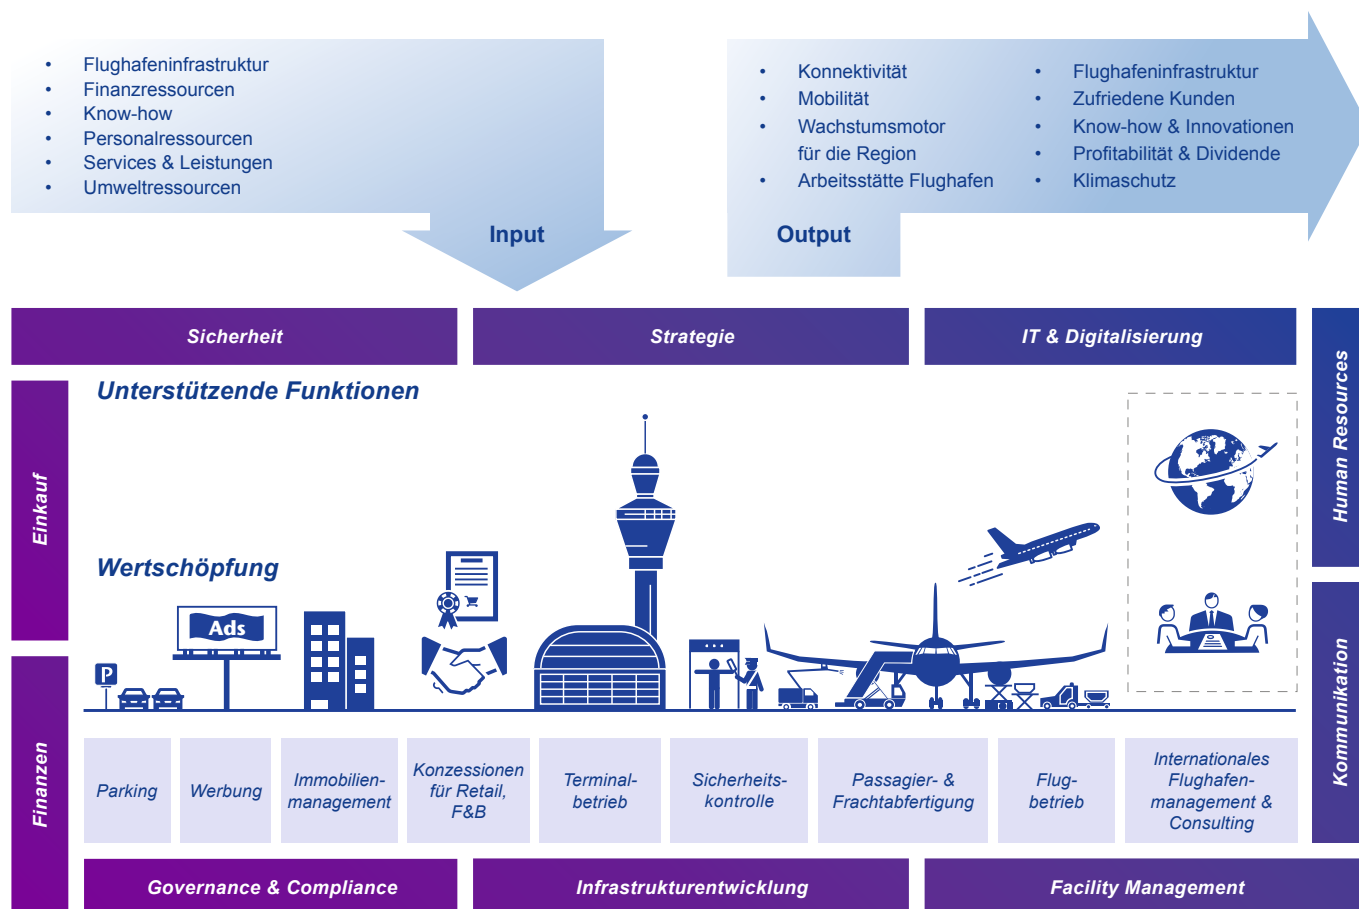 • Flughafeninfrastruktur
• Finanzressourcen
• Know-how
• Personalressourcen
• Services & Leistungen
• Umweltressourcen
Input
• Konnektivität
• Mobilität
• Wachstumsmotor
für die Region
• Arbeitsstätte Flughafen
• Flughafeninfrastruktur
• Zufriedene Kunden
• Know-how & Innovationen
• Profitabilität & Dividende
• Klimaschutz
Output
Sicherheit
Strategie
IT & Digitalisierung
Human Resources
Einkauf
Unterstützende Funktionen
Wertschöpfung
Ads
P
Kommunikation
Finanzen
Parking
Werbung
Immobilien-
management
Konzessionen
für Retail,
F&B
Terminal-
betrieb
Sicherheits-
kontrolle
Passagier- &
Frachtabfertigung
Flug-
betrieb
Internationales
Flughafen-
management &
Consulting
Governance & Compliance
Infrastrukturentwicklung
Facility Management